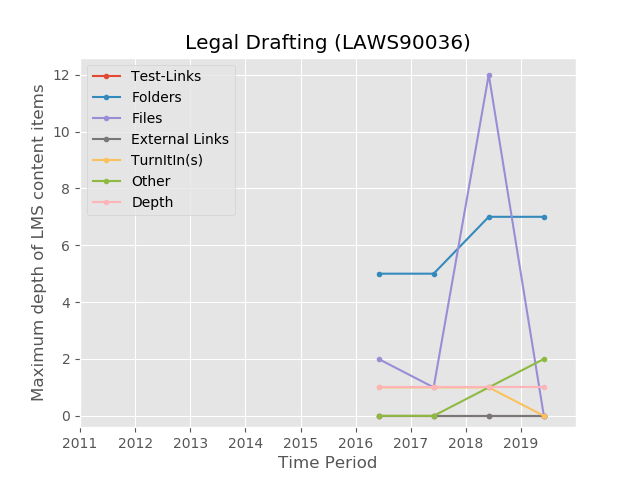 Legal Drafting (LAWS90036)
Test-Links
Folders
Files
External Links
TurnItIn(s)
Other
Depth
12
10
8
6
4
2
0
Maximum depth of LMS content items
2011 2012 2013 2014 2015 2016 2017 2018 2019
Time Period